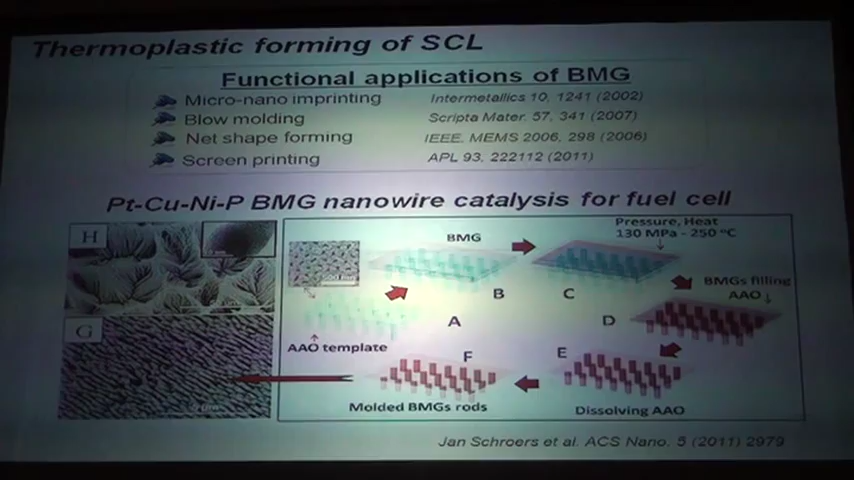 Thermoplastic forming of SCL
Functional applications of BMG
Micro-nano imprinting Intermetallics 10, 1241 (2002)
Blow molding Scripta Mater. 57, 341 (2007)
Net shape forming IEEE. MEMS 2006, 298 (2006)
Screen printing APL 93, 222112 (2011)
Pt-Cu-Ni-P BMG nanowire catalysis for fuel cell
H
G
BMG
Pressure, Heat
130 MPa - 250 °C
BMGs filling
AAO
A
B
C
D
E
F
AAO template
Molded BMGs rods
Dissolving AAO
Jan Schroers et al. ACS Nano. 5 (2011) 2979